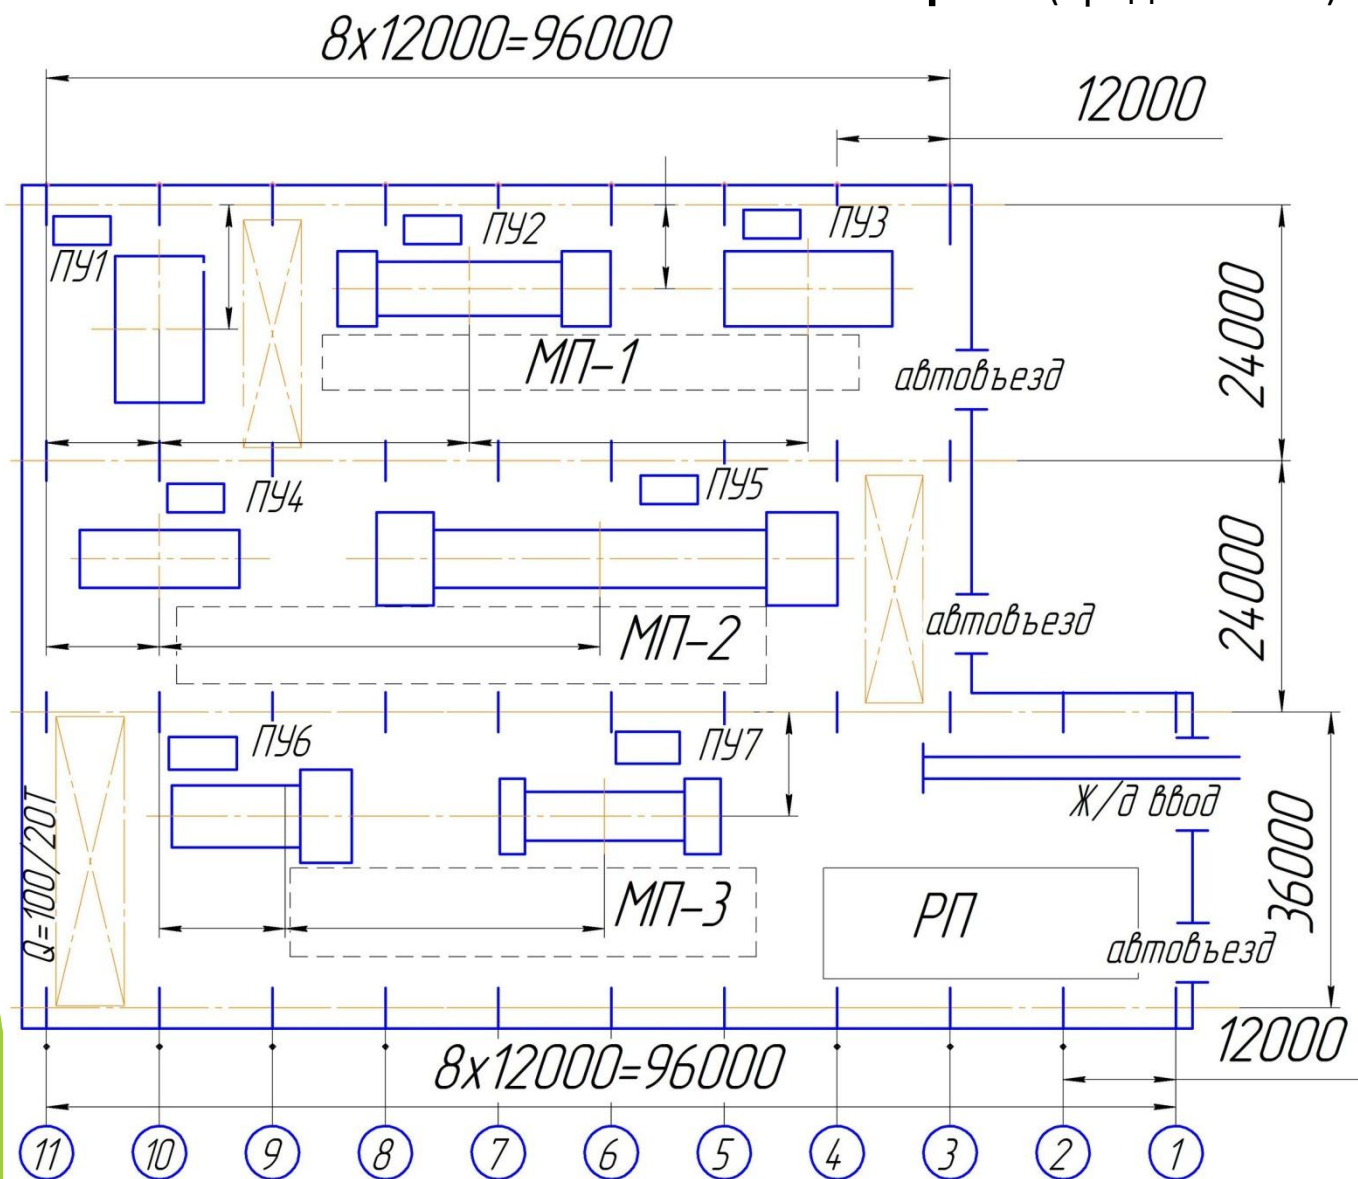 8х12000=96000
12000
ПУ1
ПУ2
ПУ3
24000
МП-1
автовъезд
ПУ4
ПУ5
24000
МП-2
автовъезд
ПУ6
ПУ7
Ж/д ввод
Q=100/20Т
36000
МП-3
РП
автовъезд
12000
8х12000=96000
11 10 9 8 7 6 5 4 3 2 1